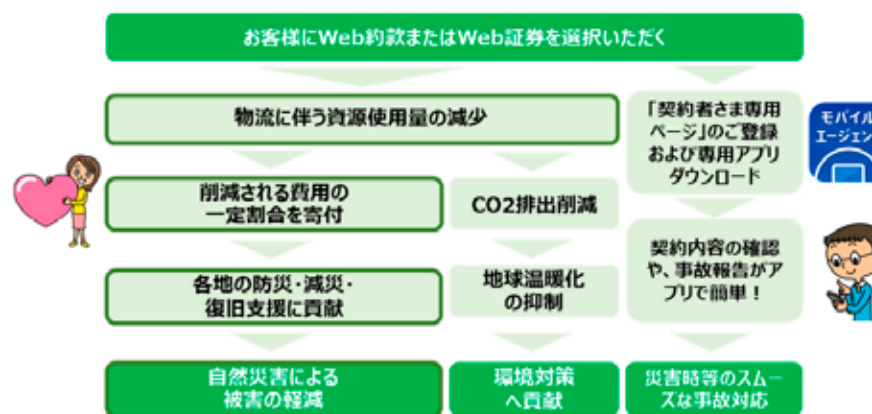 お客様にWeb約款またはWeb証券を選択いただく
物流に伴う資源使用量の減少
削減される費用の
一定割合を寄付
各地の防災・減災・
復旧支援に貢献
自然災害による
被害の軽減
CO2排出削減
地球温暖化
の抑制
環境対策
へ貢献
「契約者さま専用
ページ」のご登録
および専用アプリ
ダウンロード
契約内容の確認
や、事故報告がア
プリで簡単！
災害時等のスムー
ズな事故対応
モバイル
エージェン